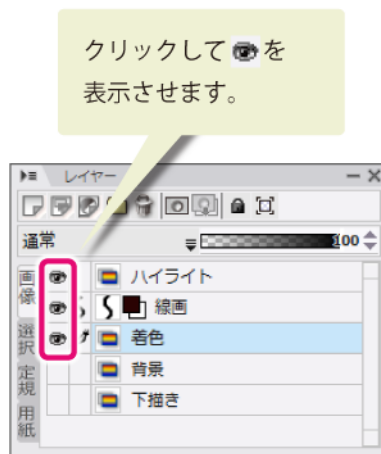 クリックして を
表示させます。
レイヤー
通常 100
画像
ハイライト
線画
選択
着色
定規
背景
用紙
下描き